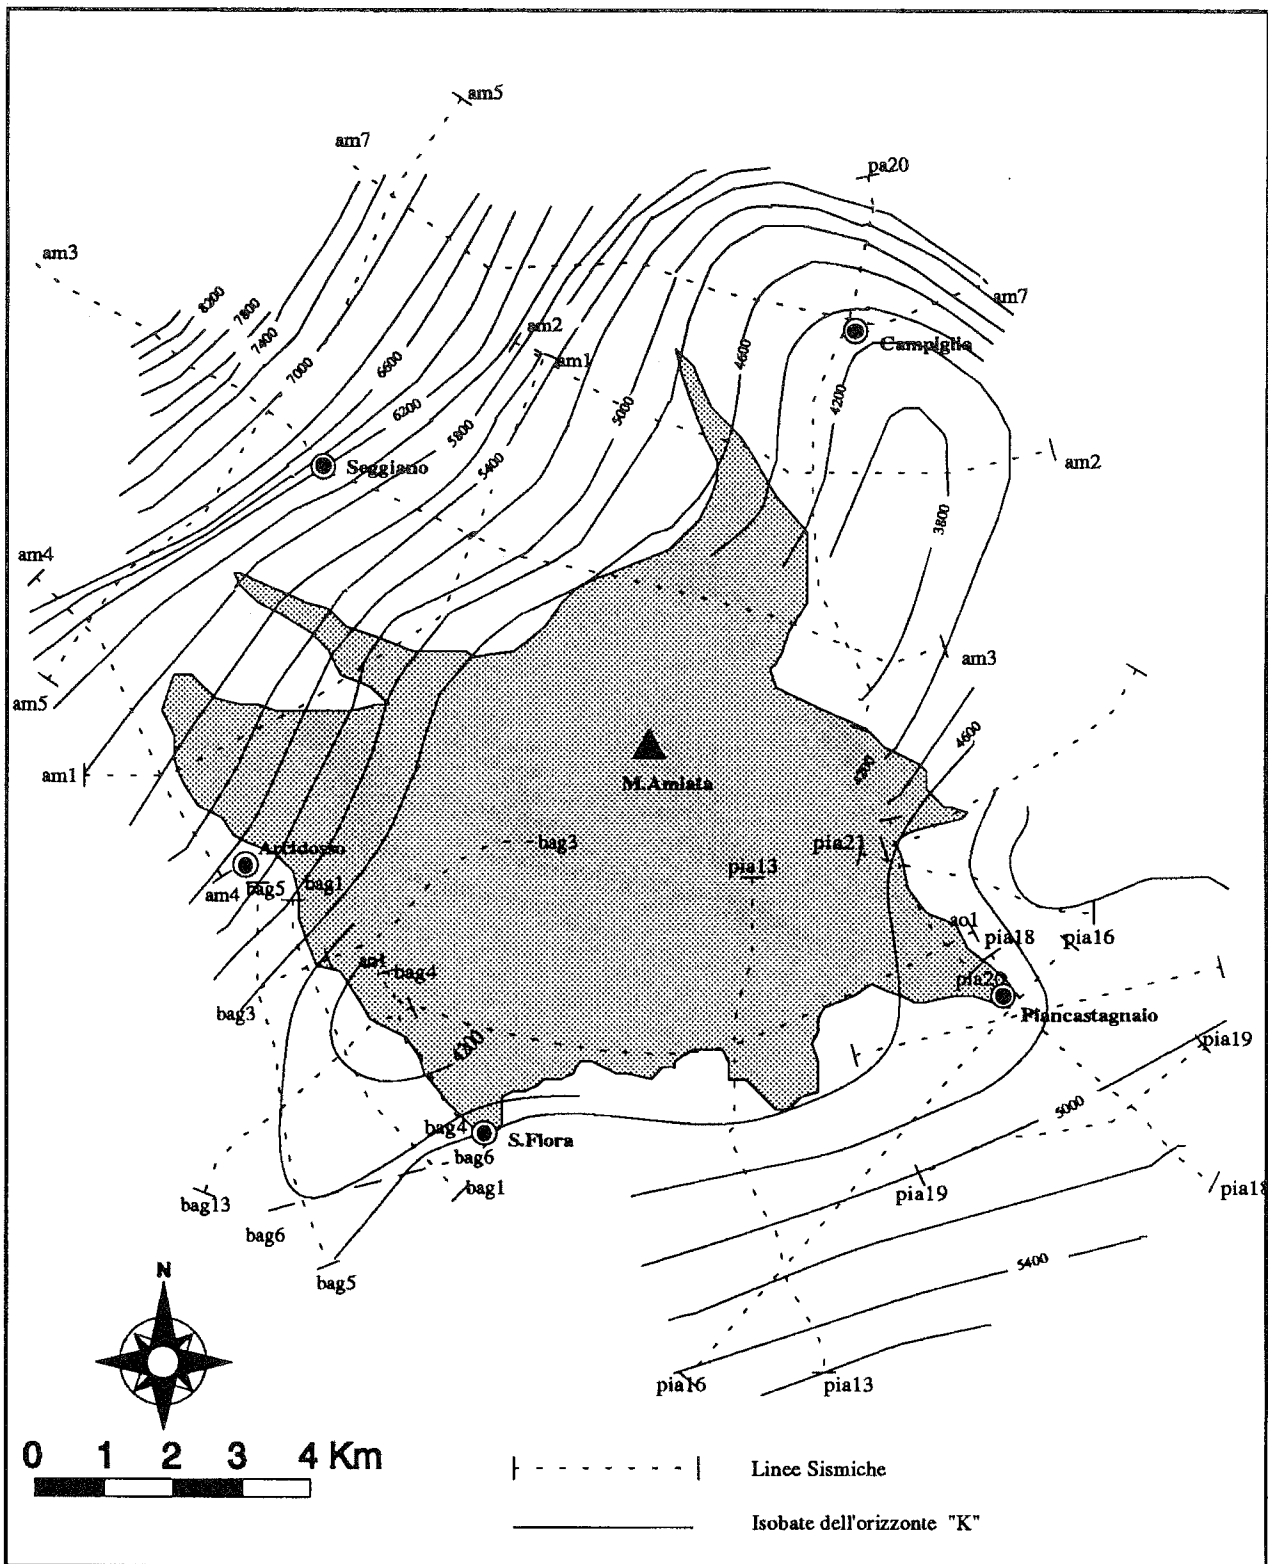 am5
am7
pa20
am3
am7
8200
7800
7400
7000
6600
6200
5800
5400
5000
4600
4200
3800
am2
am1
Campiglia
Seggiano
am2
am4
am3
am5
4600
4200
am1
M.Amiata
Arcidosso
bag3
pia21
pia13
am4
bag5
bag1
ao1
pia18
pia16
ao1
bag4
pia20
bag3
Piancastagnaio
4200
pia19
5000
bag4
S.Fiora
bag6
bag1
pia19
pia18
bag13
bag6
5400
bag5
N
pia16
pia13
0 1 2 3 4 Km
Linee Sismiche
Isobate dell'orizzonte "K"